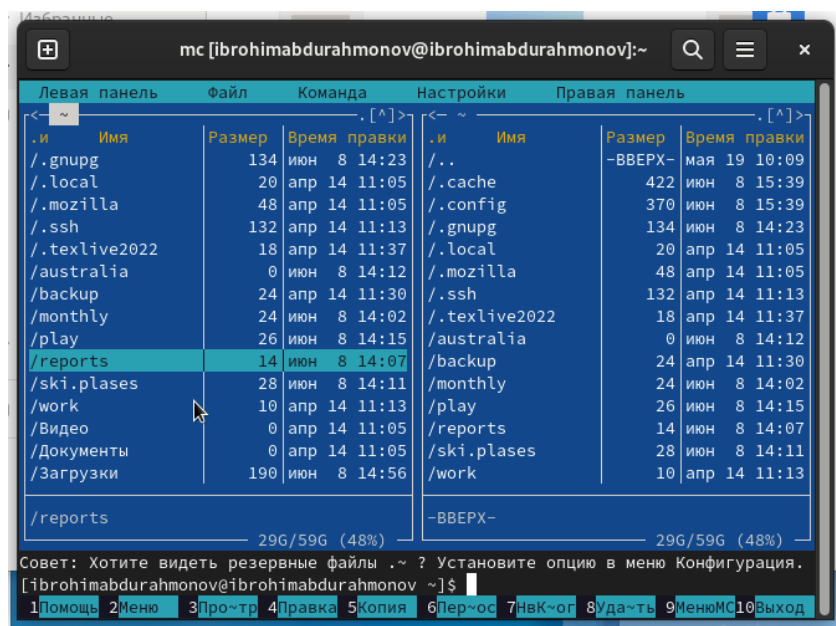 Избранные
mc [ibrohimabdurahmonov@ibrohimabdurahmonov]:~
Левая панель Файл Команда Настройки Правая панель
<- ~ .[^]> <- ~ .[^]>
.и Имя Размер Время правки .и Имя Размер Время правки
/.gnupg 134 июн 8 14:23 /.. -ВВЕРХ- мая 19 10:09
/.local 20 апр 14 11:05 /.cache 422 июн 8 15:39
/.mozilla 48 апр 14 11:05 /.config 370 июн 8 15:39
/.ssh 132 апр 14 11:13 /.gnupg 134 июн 8 14:23
/.texlive2022 18 апр 14 11:37 /.local 20 апр 14 11:05
/australia 0 июн 8 14:12 /.mozilla 48 апр 14 11:05
/backup 24 апр 14 11:30 /.ssh 132 апр 14 11:13
/monthly 24 июн 8 14:02 /.texlive2022 18 апр 14 11:37
/play 26 июн 8 14:15 /australia 0 июн 8 14:12
/reports 14 июн 8 14:07 /backup 24 апр 14 11:30
/ski.plases 28 июн 8 14:11 /monthly 24 июн 8 14:02
/work 10 апр 14 11:13 /play 26 июн 8 14:15
/Видео 0 апр 14 11:05 /reports 14 июн 8 14:07
/Документы 0 апр 14 11:05 /ski.plases 28 июн 8 14:11
/Загрузки 190 июн 8 14:56 /work 10 апр 14 11:13
/reports -ВВЕРХ-
29G/59G (48%) 29G/59G (48%)
Совет: Хотите видеть резервные файлы .~ ? Установите опцию в меню Конфигурация.
[ibrohimabdurahmonov@ibrohimabdurahmonov ~]$
1Помощь 2Меню 3Про~тр 4Правка 5Копия 6Пер~ос 7НвК~ог 8Уда~ть 9МенюMC10Выход